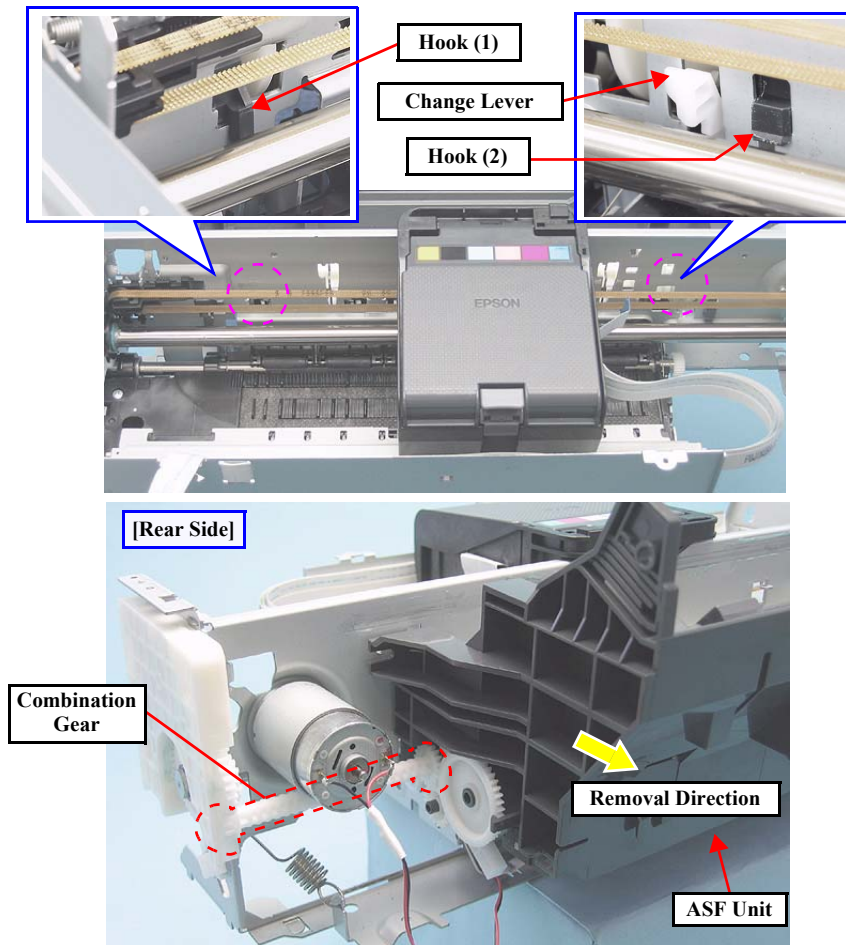 Hook (1)
Change Lever
Hook (2)
EPSON
[Rear Side]
Combination
Gear
Removal Direction
ASF Unit